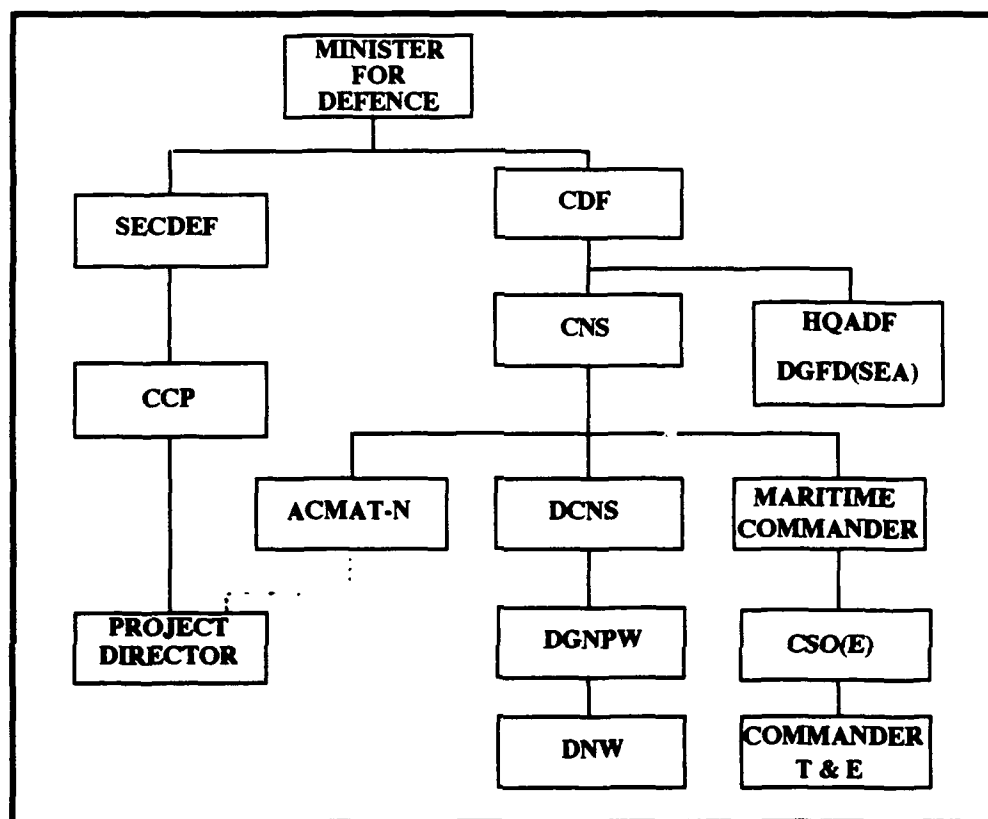 MINISTER
FOR
DEFENCE
SECDEF
CDF
CNS
HQADF
DGFD(SEA)
CCP
ACMAT-N
DCNS
MARITIME
COMMANDER
PROJECT
DIRECTOR
DGNPW
CSO(E)
DNW
COMMANDER
T & E